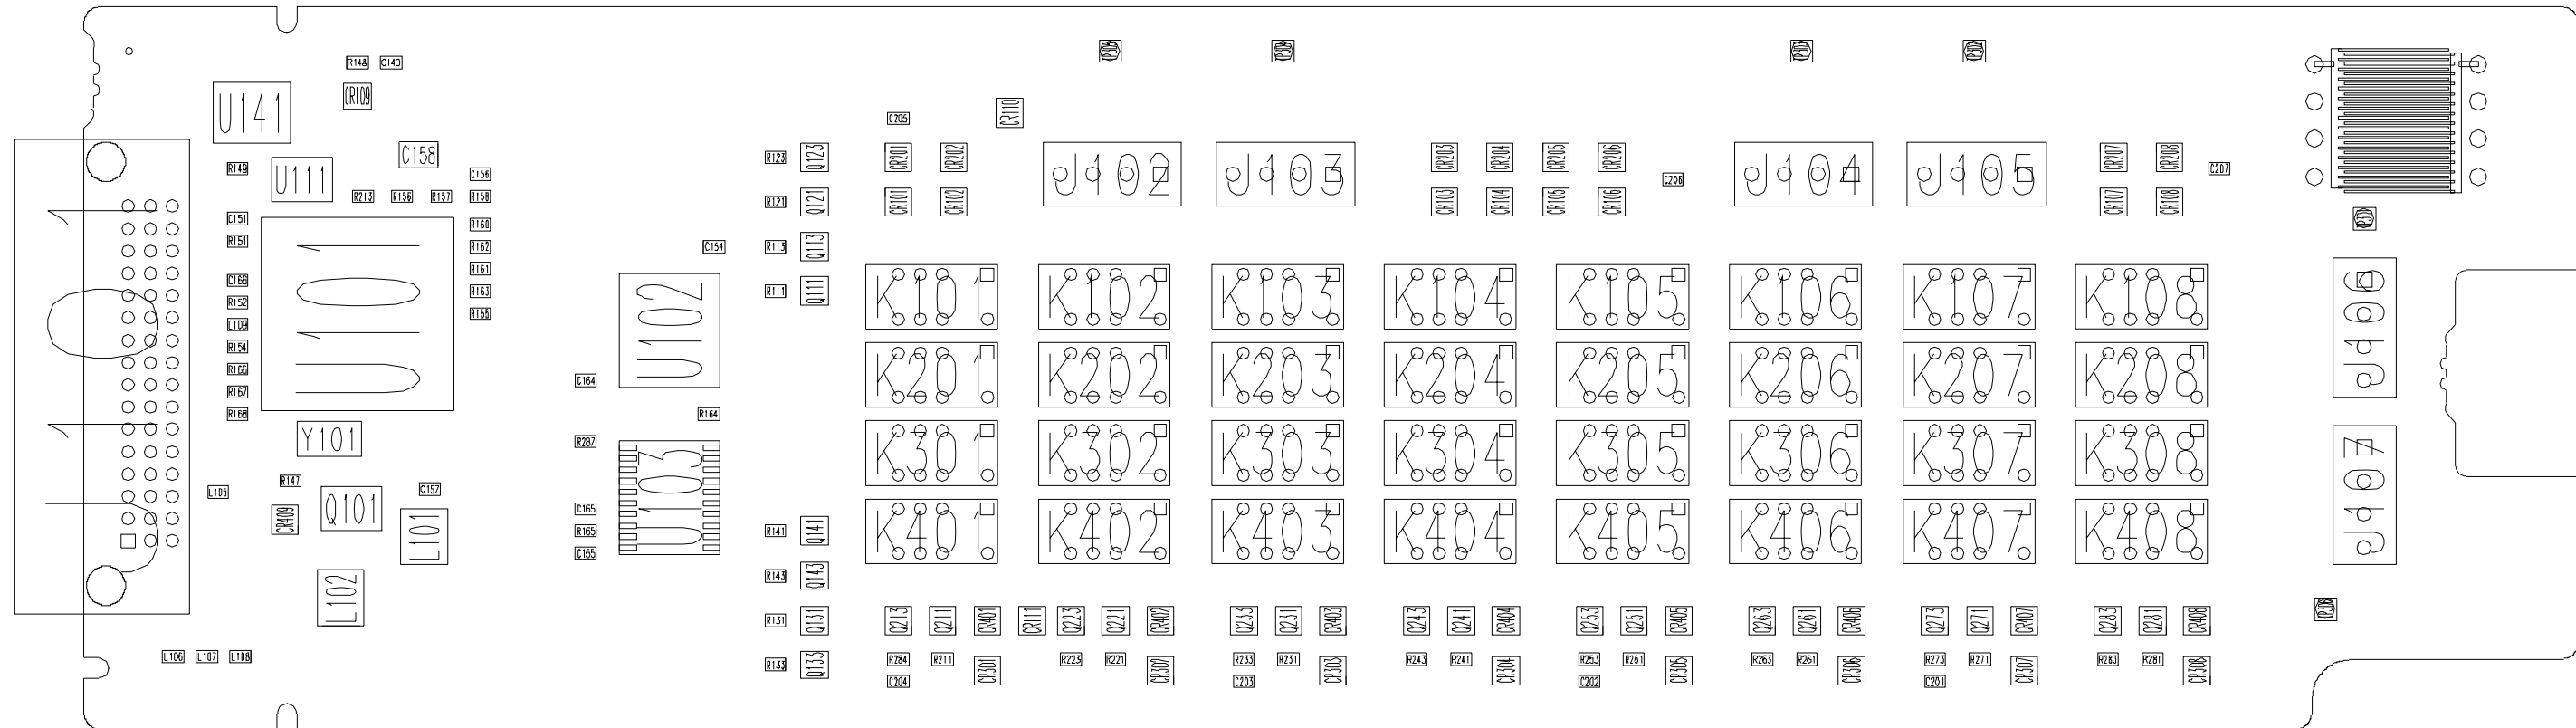 R148 C140
CR109
U141
CR110
C205
C158
R123 Q123 CR201 CR202 J102 J103 CR203 CR204 CR205 CR206 J104 J105 CR207 CR208
R149 U111 C156 C206 C207
R213 R156 R157 R158
R121 Q121 CR101 CR102 CR103 CR104 CR105 CR106 CR107 CR108
C151 R160
R151 R162 C154 R113 Q113
U101 R161
C166 R163 R111 Q111
R152 R155
K101 K102 K103 K104 K105 K106 K107 K108
L109 U102 J106
R154
R166 C164
K201 K202 K203 K204 K205 K206 K207 K208
R167
R168 R164
Y101 R287
K301 K302 K303 K304 K305 K306 K307 K308
R147 U103 J107
L105 C157
Q101 C165
CR409 L101 R165 R141 Q141
K401 K402 K403 K404 K405 K406 K407 K408
C155
L102 R143 Q143
R131 Q131 Q213 Q211 CR401 CR111 Q223 Q221 CR402 Q233 Q231 CR403 Q243 Q241 CR404 Q253 Q251 CR405 Q263 Q261 CR406 Q273 Q271 CR407 Q283 Q281 CR408
L106 L107 L108 R133 Q133 R284 R211 CR301 R223 R221 CR302 R233 R231 CR303 R243 R241 CR304 R253 CR305 R263 R261 CR306 R273 R271 CR307 R283 R281 CR308
C204 C203 C202 C201